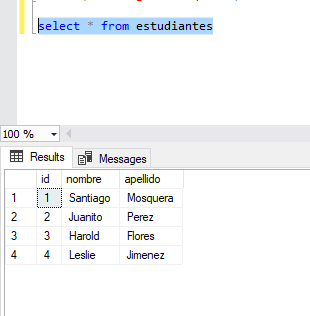 select * from estudiantes
100 %
Results Messages
id nombre apellido
1 1 Santiago Mosquera
2 2 Juanito Perez
3 3 Harold Flores
4 4 Leslie Jimenez